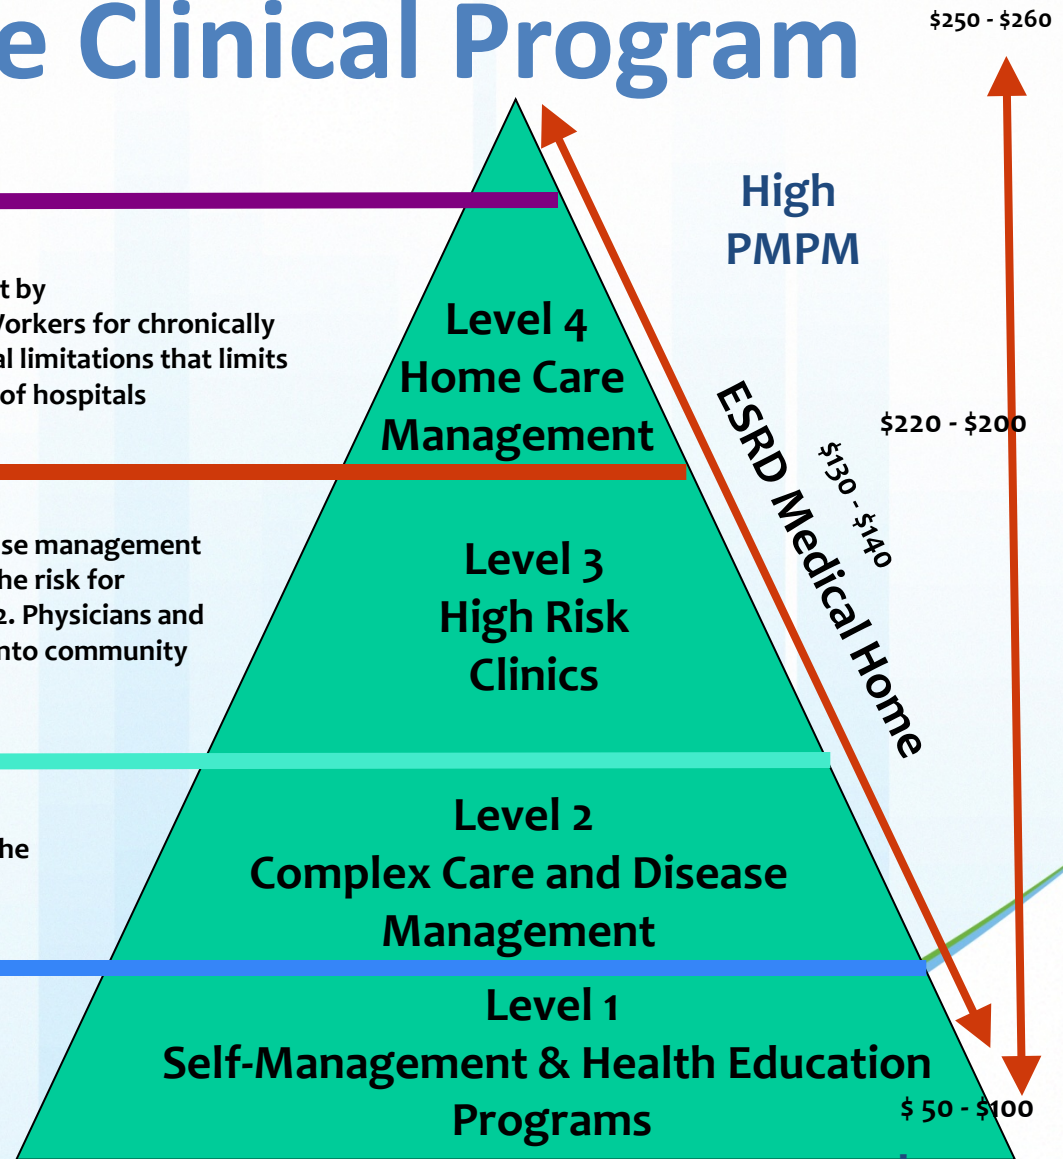 e Clinical Program
$250 - $260
High
PMPM
t by
Workers for chronically
al limitations that limits
of hospitals
Level 4
Home Care
Management
ESRD Medical Home
$130 - $140
$220 - $200
se management
he risk for
2. Physicians and
nto community
Level 3
High Risk
Clinics
he
Level 2
Complex Care and Disease
Management
Level 1
Self-Management & Health Education
Programs
$ 50 - $100